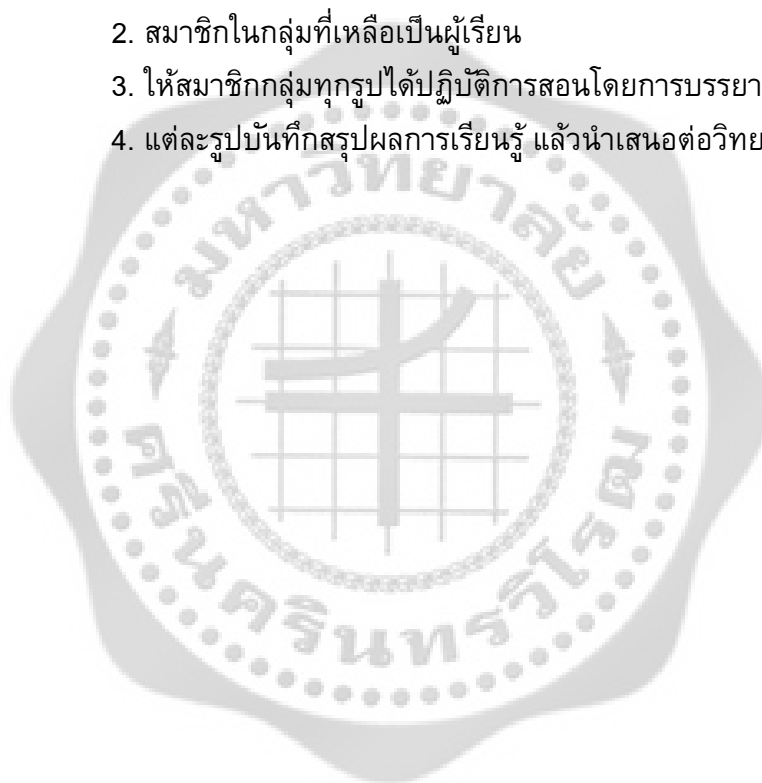 2. สมาชิกในกลุ่มที่เหลือเป็นผู้เรียน
3. ให้สมาชิกกลุ่มทุกรูปได้ปฏิบัติการสอนโดยการบรรยา
4. แต่ละรูปบันทึกสรุปผลการเรียนรู้ แล้วนำเสนอต่อวิทย
มหาวิทยาลัย
ศรีนครินทรวิโรฒ